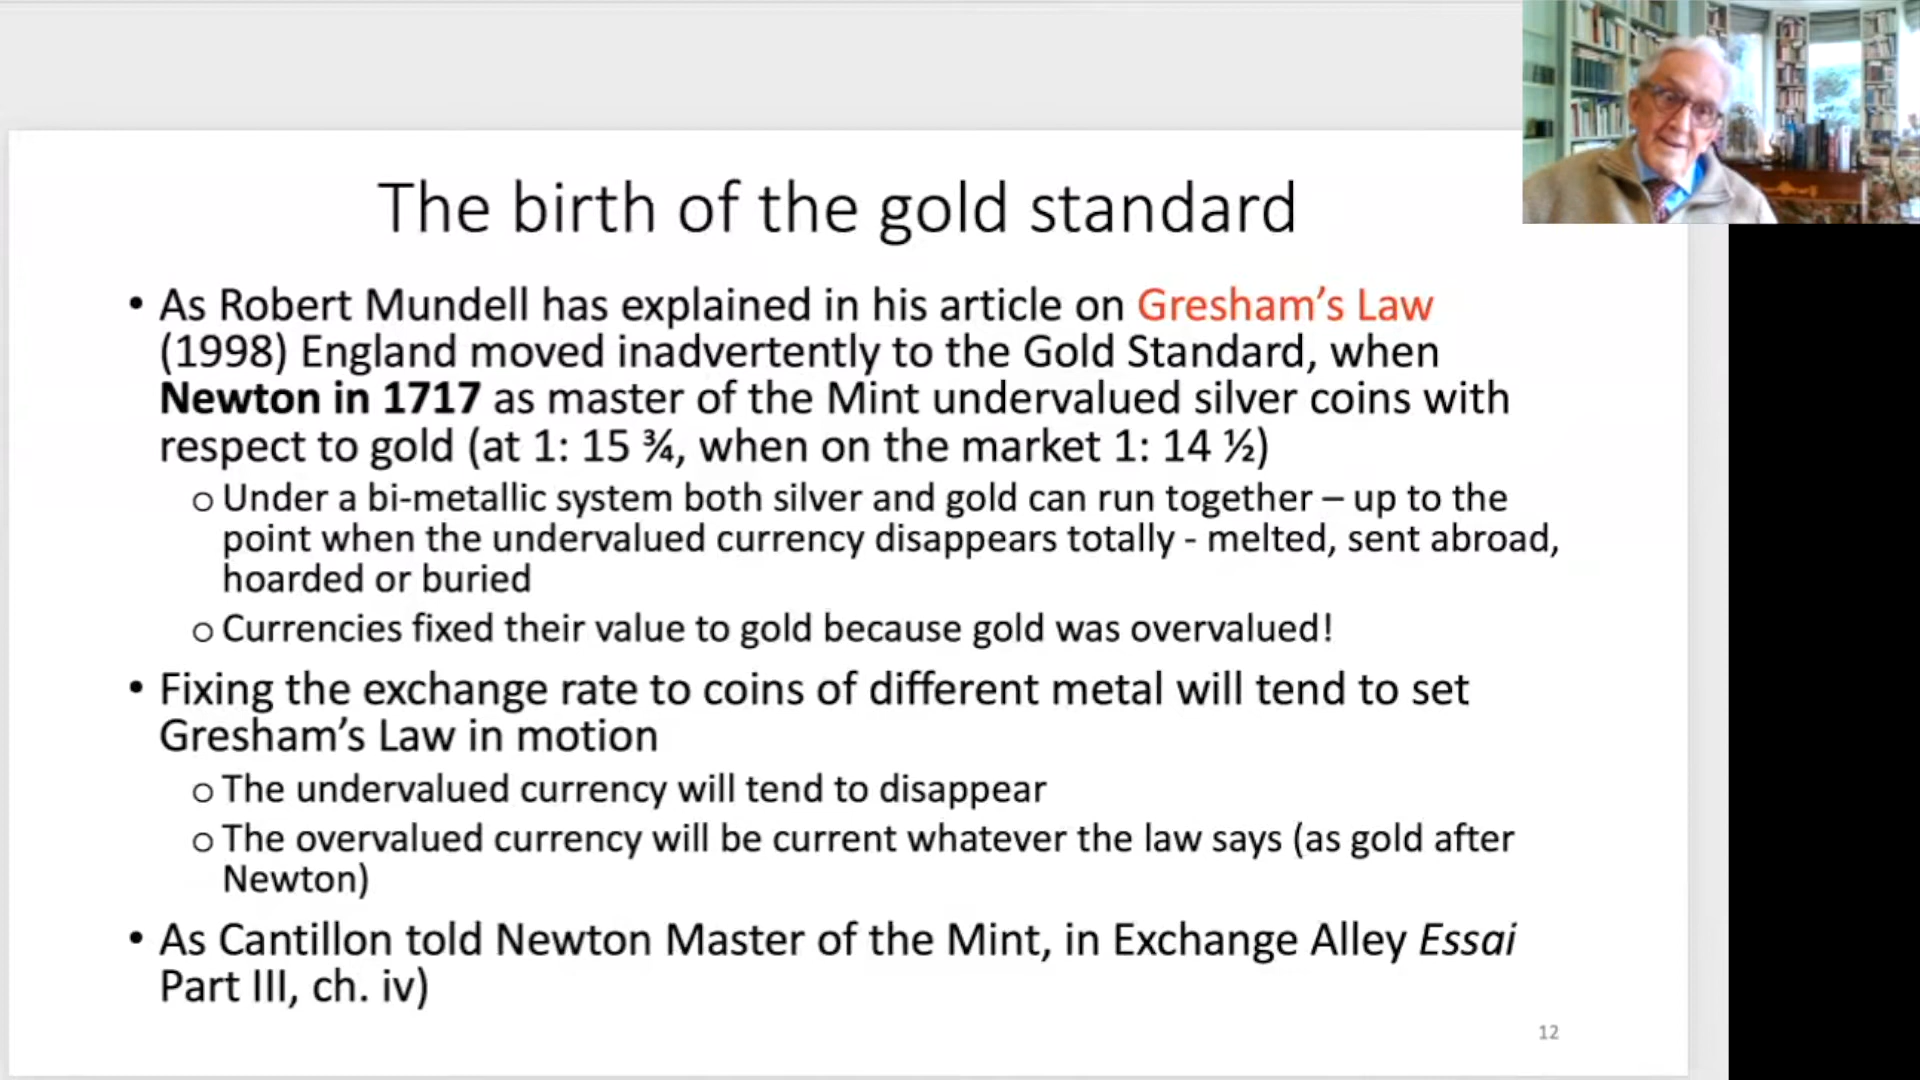 The birth of the gold standard
• As Robert Mundell has explained in his article on Gresham’s Law
(1998) England moved inadvertently to the Gold Standard, when
Newton in 1717 as master of the Mint undervalued silver coins with
respect to gold (at 1: 15 ¾, when on the market 1: 14 ½)
o Under a bi-metallic system both silver and gold can run together – up to the
point when the undervalued currency disappears totally - melted, sent abroad,
hoarded or buried
o Currencies fixed their value to gold because gold was overvalued!
• Fixing the exchange rate to coins of different metal will tend to set
Gresham’s Law in motion
o The undervalued currency will tend to disappear
o The overvalued currency will be current whatever the law says (as gold after
Newton)
• As Cantillon told Newton Master of the Mint, in Exchange Alley Essai
Part III, ch. iv)
12